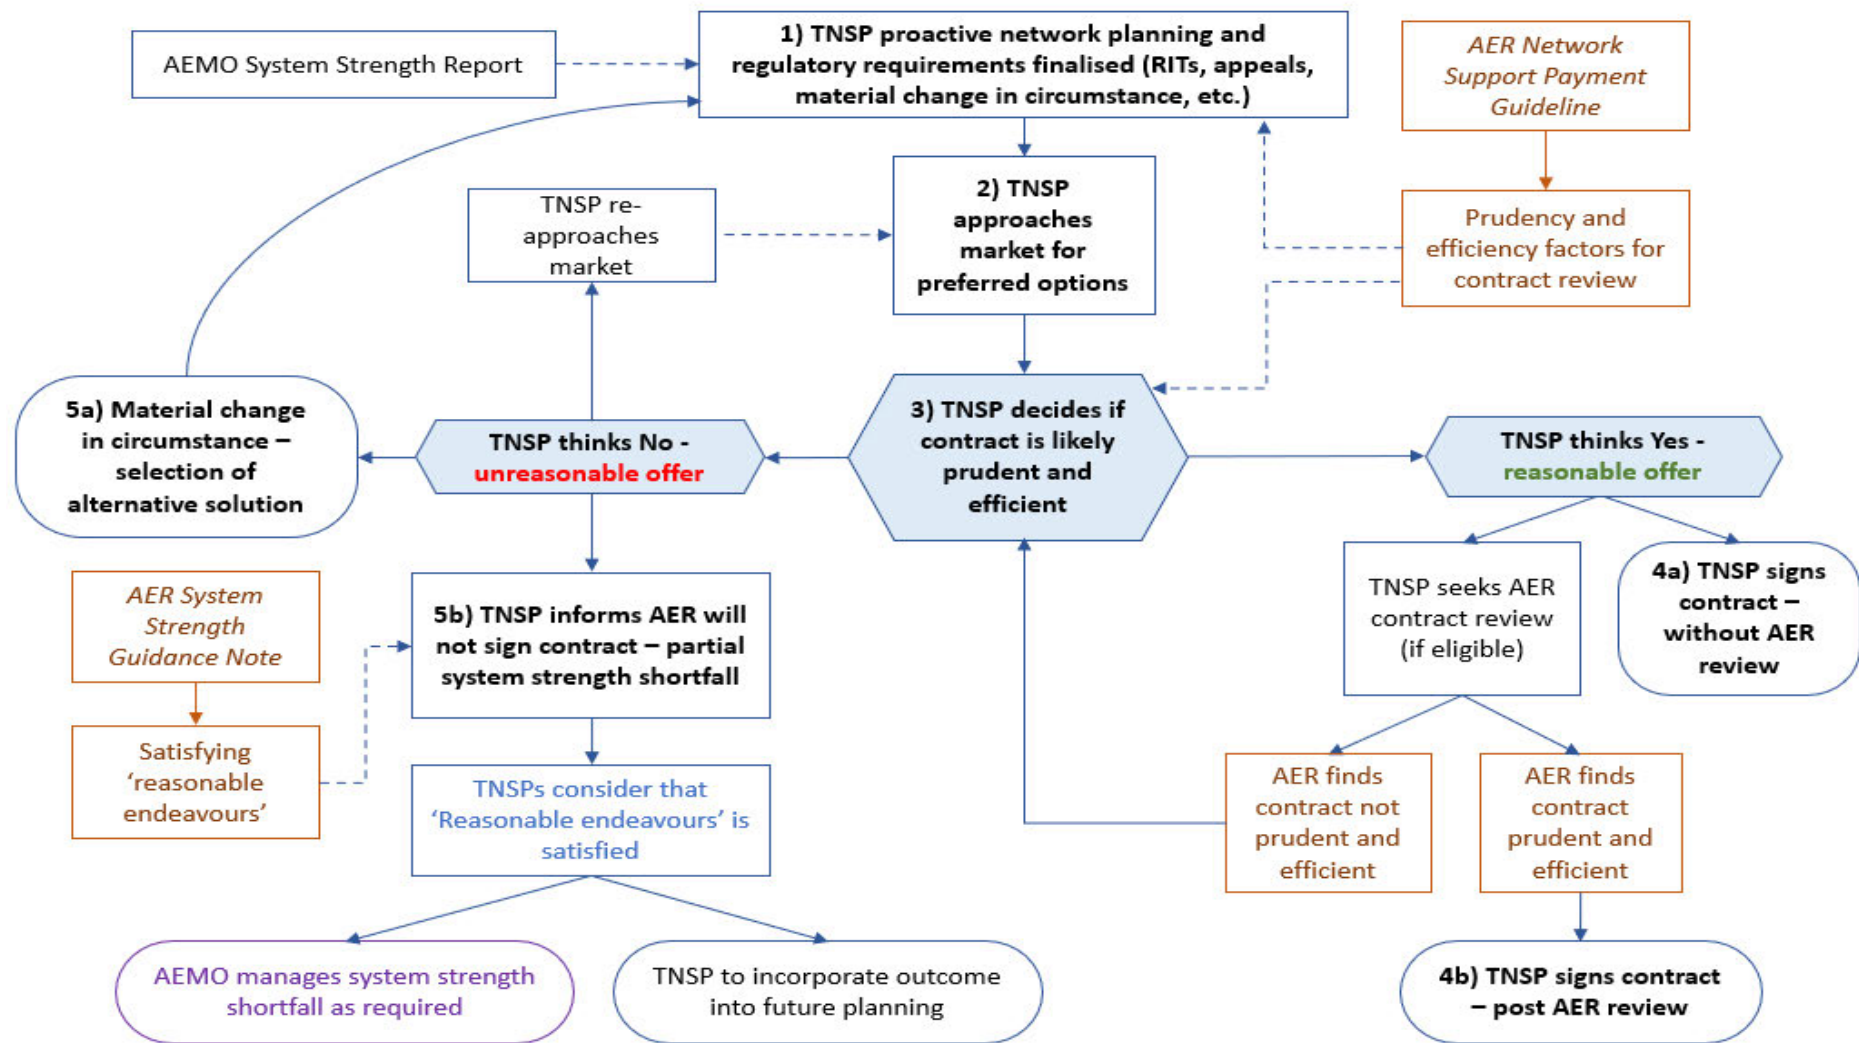 AEMO System Strength Report
1) TNSP proactive network planning and
regulatory requirements finalised (RITs, appeals,
material change in circumstance, etc.)
AER Network
Support Payment
Guideline
TNSP re-
approaches
market
2) TNSP
approaches
market for
preferred options
Prudency and
efficiency factors for
contract review
5a) Material change
in circumstance –
selection of
alternative solution
TNSP thinks No -
unreasonable offer
3) TNSP decides if
contract is likely
prudent and
efficient
TNSP thinks Yes -
reasonable offer
AER System
Strength
Guidance Note
5b) TNSP informs AER will
not sign contract – partial
system strength shortfall
TNSP seeks AER
contract review
(if eligible)
4a) TNSP signs
contract –
without AER
review
Satisfying
‘reasonable
endeavours’
TNSPs consider that
‘Reasonable endeavours’ is
satisfied
AER finds
contract not
prudent and
efficient
AER finds
contract
prudent and
efficient
AEMO manages system strength
shortfall as required
TNSP to incorporate outcome
into future planning
4b) TNSP signs contract
– post AER review